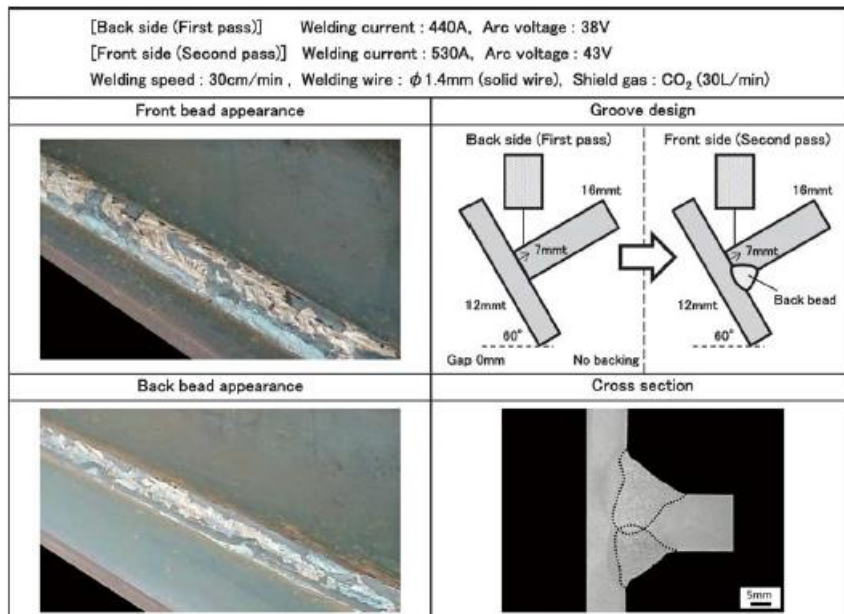 [Back side (First pass)] Welding current : 440A, Arc voltage : 38V
[Front side (Second pass)] Welding current : 530A, Arc voltage : 43V
Welding speed : 30cm/min , Welding wire : ϕ1.4mm (solid wire), Shield gas : CO₂ (30L/min)
Front bead appearance
Groove design
Back side (First pass)
Front side (Second pass)
16mmt
16mmt
7mmt
7mmt
Back bead
12mmt
12mmt
60°
60°
Gap 0mm
No backing
Back bead appearance
Cross section
5mm